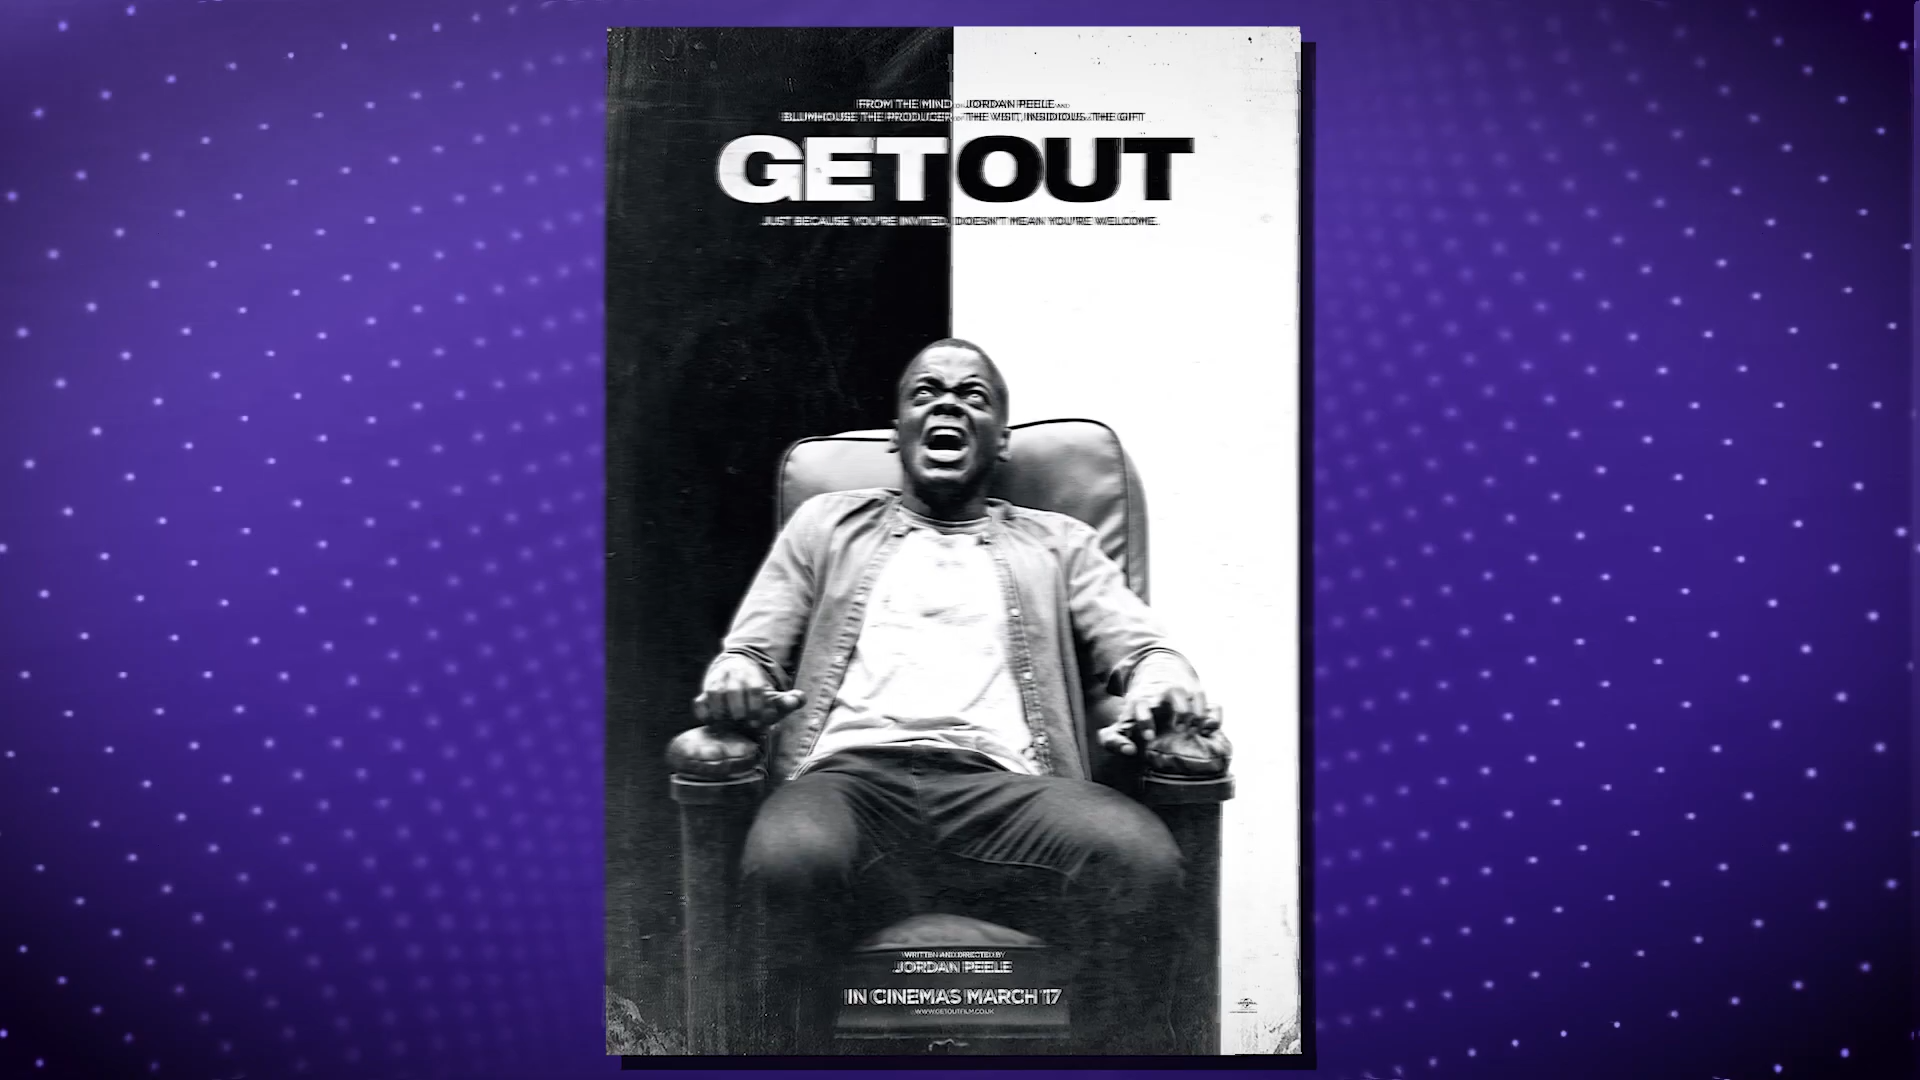 FROM THE MIND OF JORDAN PEELE AND
BLUMHOUSE THE PRODUCER OF THE VISIT, INSIDIOUS & THE GIFT
GET OUT
JUST BECAUSE YOU'RE INVITED, DOESN'T MEAN YOU'RE WELCOME.
WRITTEN AND DIRECTED BY
JORDAN PEELE
IN CINEMAS MARCH 17
WWW.GETOUTFILM.CO.UK